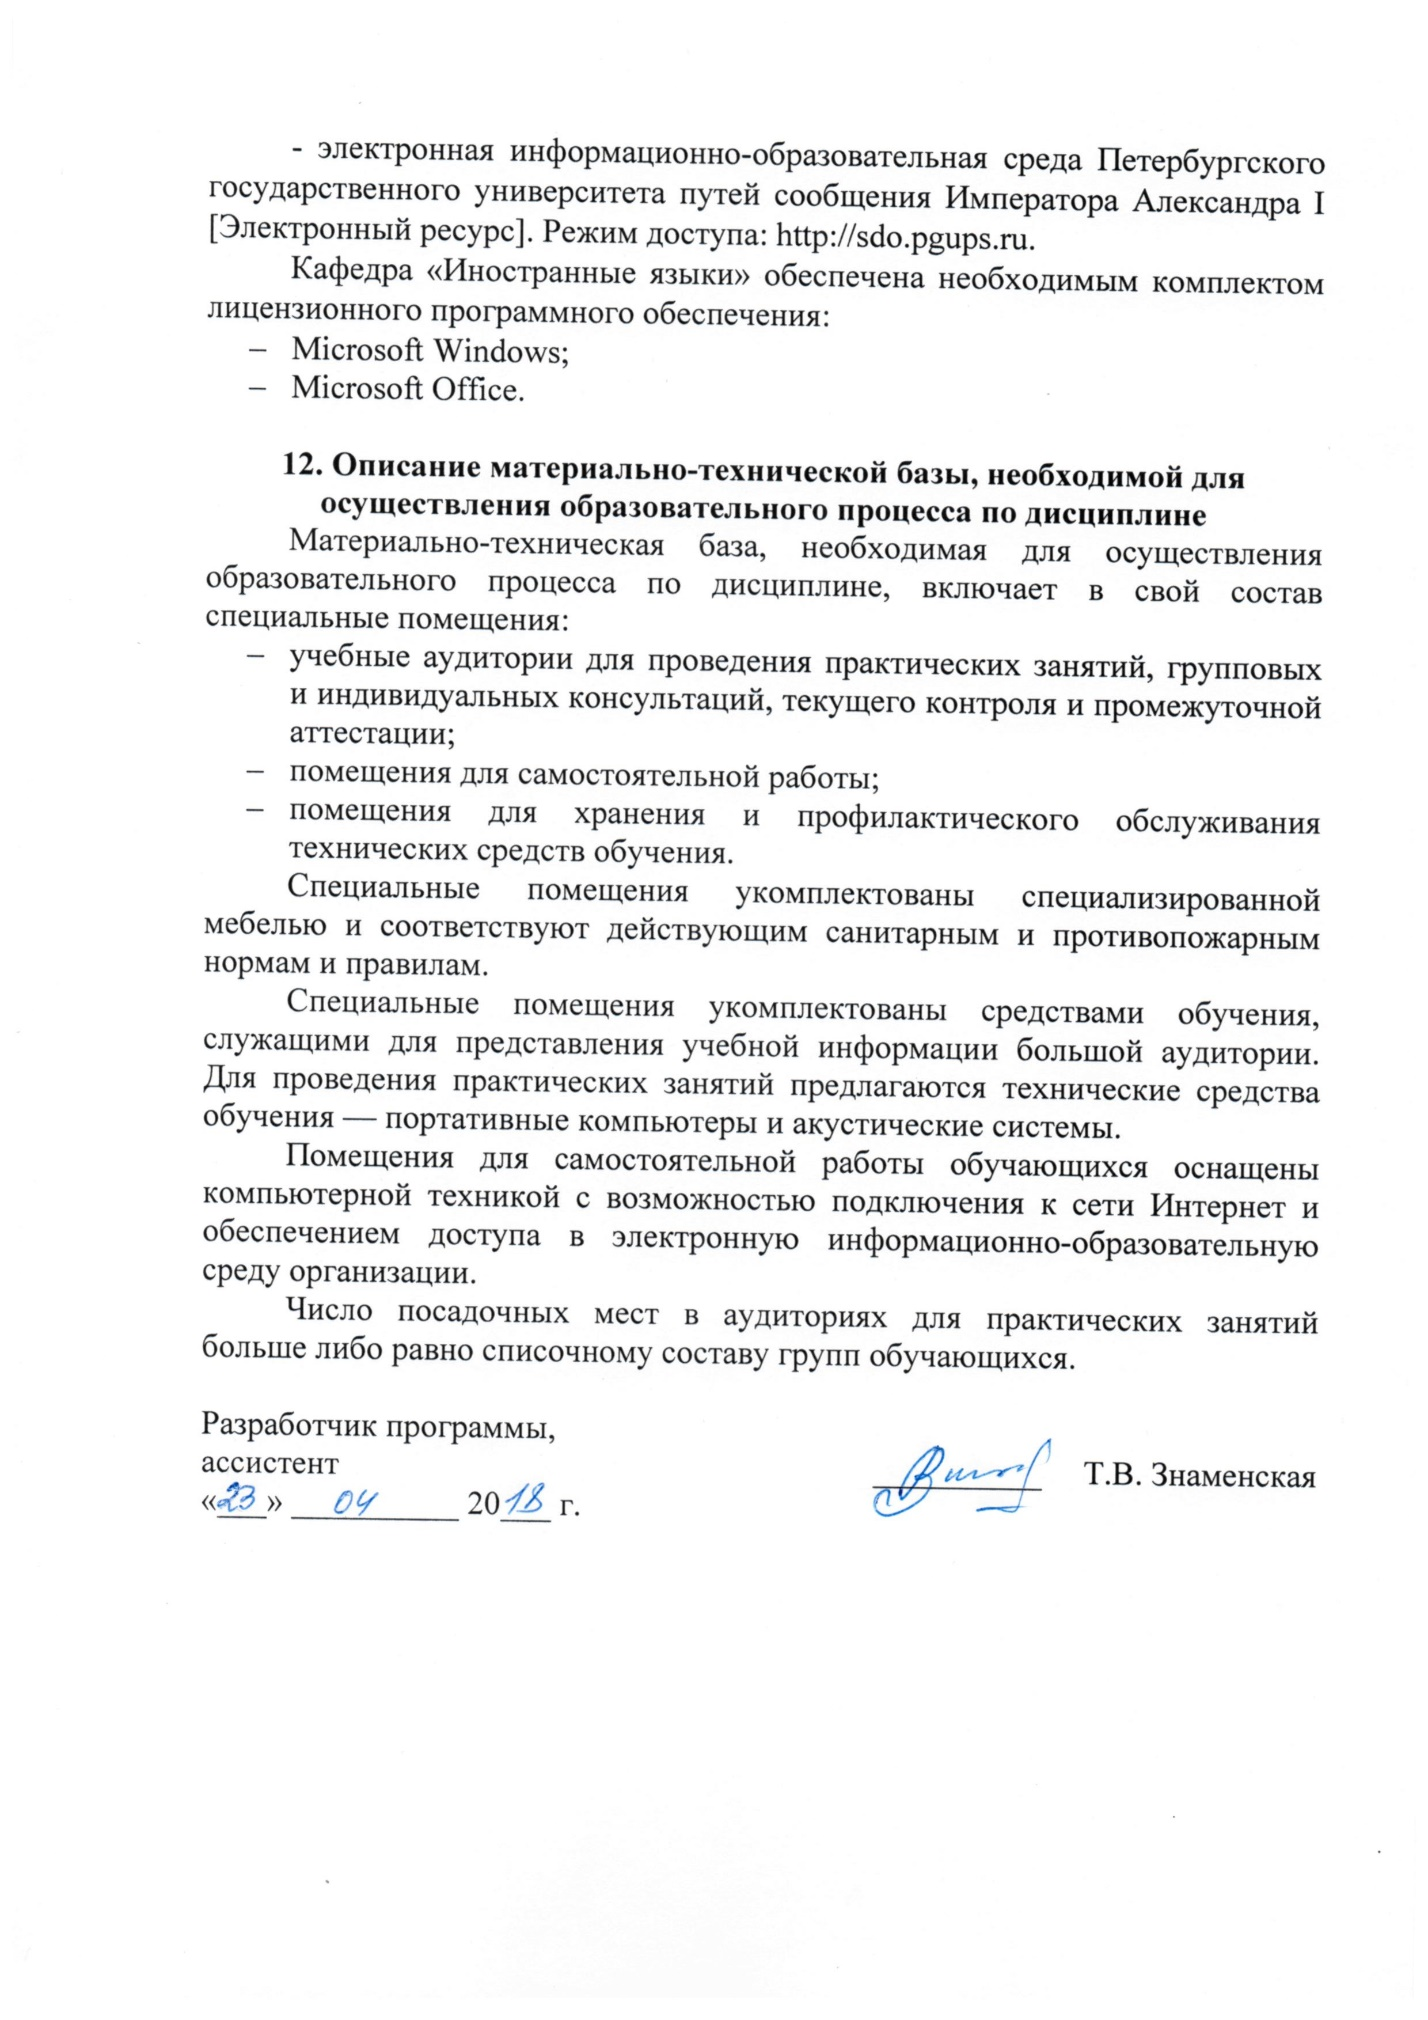 - электронная информационно-образовательная среда Петербургского
государственного университета путей сообщения Императора Александра I
[Электронный ресурс]. Режим доступа: http://sdo.pgups.ru.
Кафедра «Иностранные языки» обеспечена необходимым комплектом
лицензионного программного обеспечения:
– Microsoft Windows;
– Microsoft Office.
12. Описание материально-технической базы, необходимой для
осуществления образовательного процесса по дисциплине
Материально-техническая база, необходимая для осуществления
образовательного процесса по дисциплине, включает в свой состав
специальные помещения:
– учебные аудитории для проведения практических занятий, групповых
и индивидуальных консультаций, текущего контроля и промежуточной
аттестации;
– помещения для самостоятельной работы;
– помещения для хранения и профилактического обслуживания
технических средств обучения.
Специальные помещения укомплектованы специализированной
мебелью и соответствуют действующим санитарным и противопожарным
нормам и правилам.
Специальные помещения укомплектованы средствами обучения,
служащими для представления учебной информации большой аудитории.
Для проведения практических занятий предлагаются технические средства
обучения — портативные компьютеры и акустические системы.
Помещения для самостоятельной работы обучающихся оснащены
компьютерной техникой с возможностью подключения к сети Интернет и
обеспечением доступа в электронную информационно-образовательную
среду организации.
Число посадочных мест в аудиториях для практических занятий
больше либо равно списочному составу групп обучающихся.
Разработчик программы,
ассистент Т.В. Знаменская
«23» 04 2018 г.